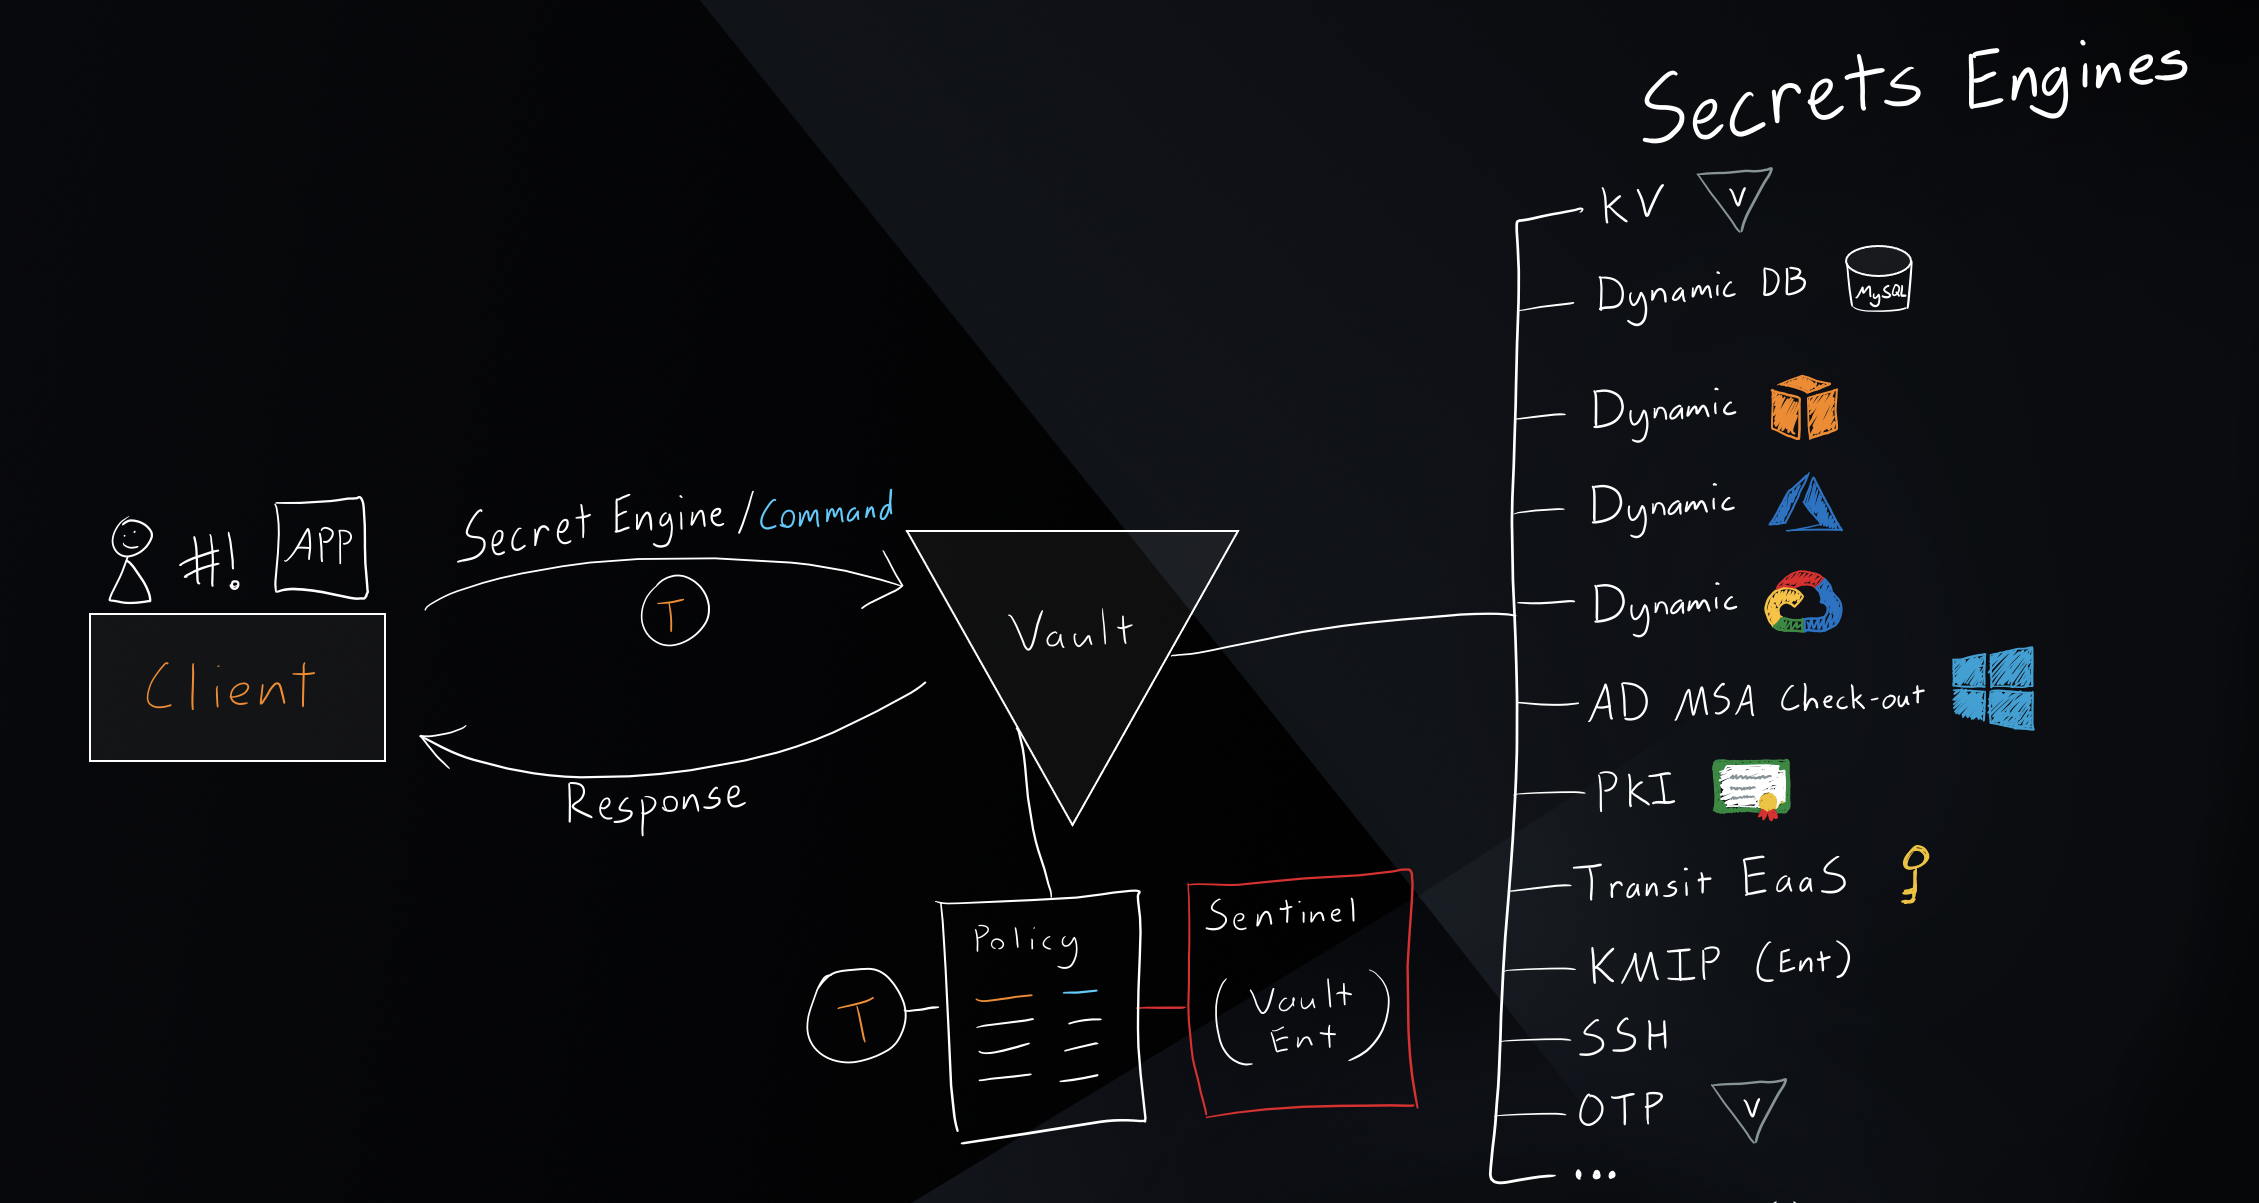 Secrets Engines
KV V
Dynamic DB MySQL
Dynamic
Dynamic
Dynamic
AD MSA Check-out
PKI
Transit EaaS
KMIP (Ent)
SSH
OTP V
...
#! APP
Client
Secret Engine/Command
T
Vault
Response
Policy
T
Sentinel
(Vault
Ent)